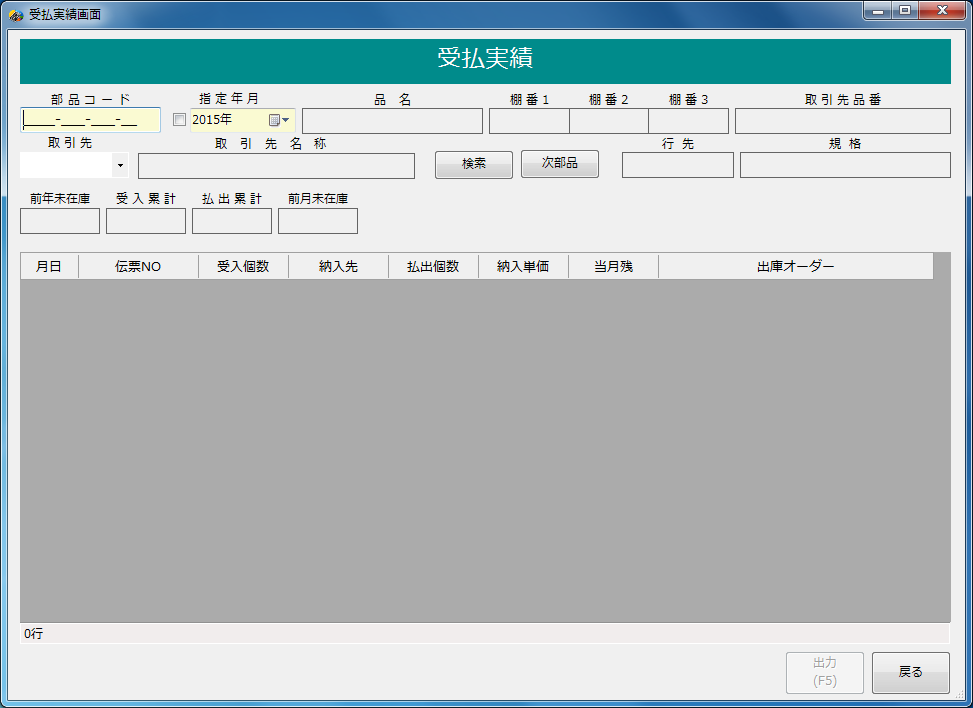 受払実績画面
受払実績
部品コード 指定年月 品名 棚番1 棚番2 棚番3 取引先品番
____-___-___-__ 2015年
取引先 取引先名称 検索 次部品 行先 規格
前年末在庫 受入累計 払出累計 前月末在庫
月日 伝票NO 受入個数 納入先 払出個数 納入単価 当月残 出庫オーダー
0行
出力
(F5) 戻る